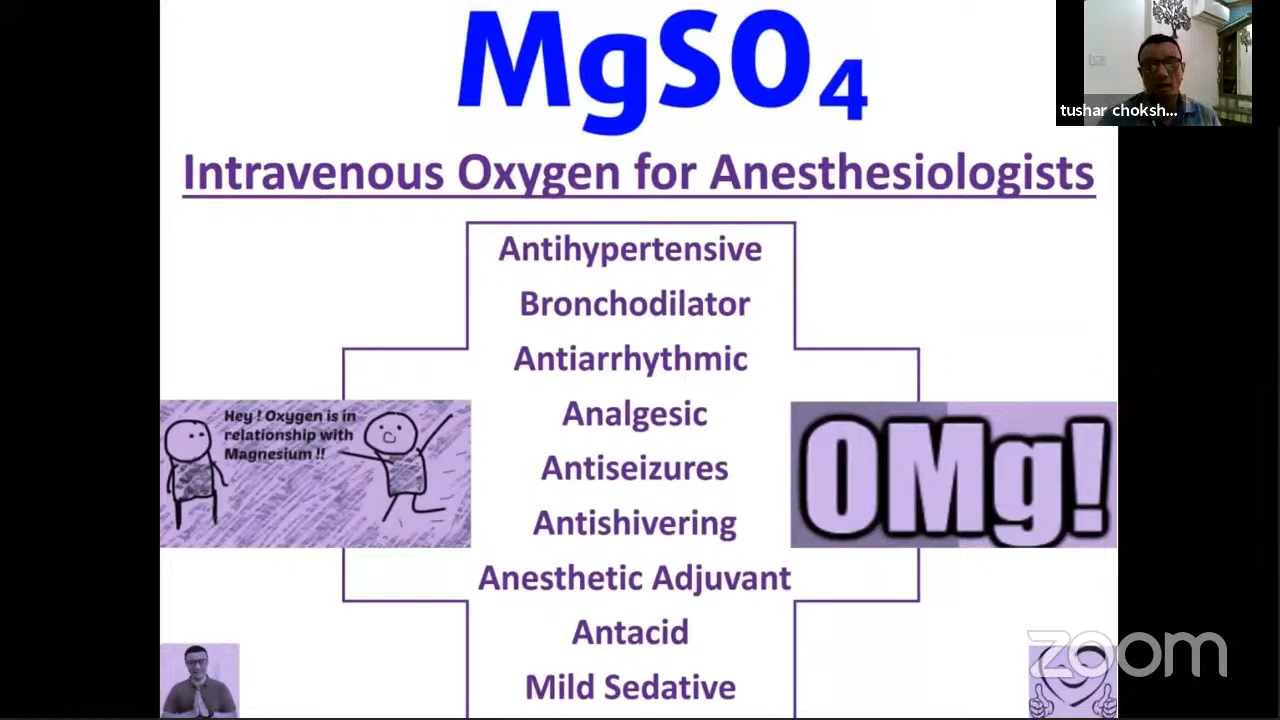 MgSO4
tushar choksh...
Intravenous Oxygen for Anesthesiologists
Antihypertensive
Bronchodilator
Antiarrhythmic
Analgesic
Antiseizures
Antishivering
Anesthetic Adjuvant
Antacid
Mild Sedative
Hey ! Oxygen is in
relationship with
Magnesium !!
OMg!
zoom